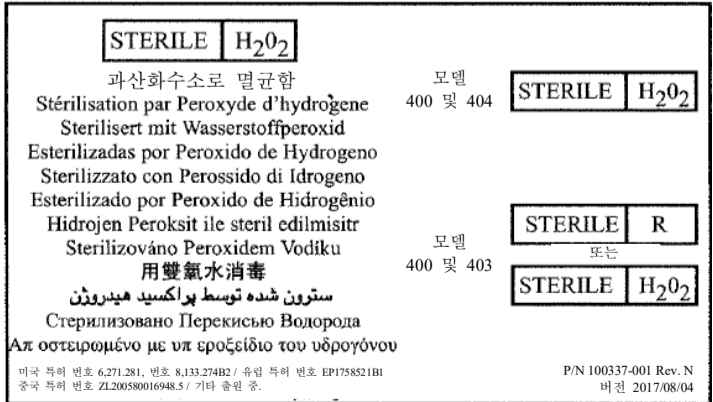 STERILE H₂0₂
과산화수소로 멸균함
Stérilisation par Peroxyde d'hydrògene
Sterilisert mit Wasserstoffperoxid
Esterilizadas por Peroxido de Hydrogeno
Sterilizzato con Perossido di Idrogeno
Esterilizado por Peroxido de Hidrogênio
Hidrojen Peroksit ile steril edilmisitr
Sterilizováno Peroxidem Vodíku
用雙氧水消毒
سترون شده توسط پراکسید هیدروژن
Стерилизовано Перекисью Водорода
Απ οστειρωμένο με υπ εροξείδιο του υδρογόνου
모델
400 및 404
STERILE H₂0₂
모델
400 및 403
STERILE R
또는
STERILE H₂0₂
미국 특허 번호 6,271.281, 번호 8,133.274B2 / 유럽 특허 번호 EP1758521B1
중국 특허 번호 ZL200580016948.5 / 기타 출원 중.
P/N 100337-001 Rev. N
버전 2017/08/04